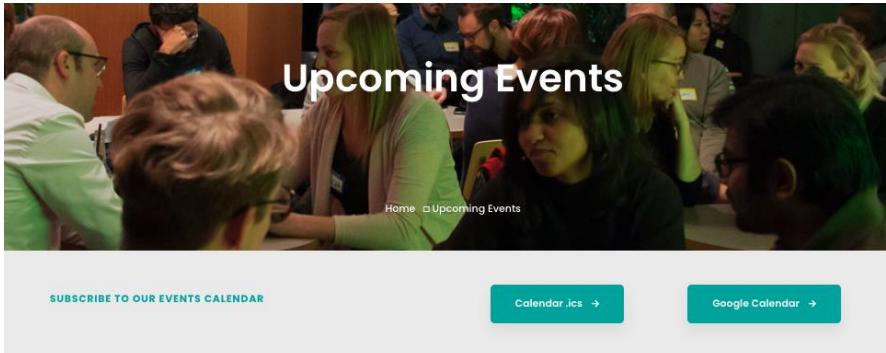 Upcoming Events
Home □ Upcoming Events
SUBSCRIBE TO OUR EVENTS CALENDAR
Calendar .ics →
Google Calendar →